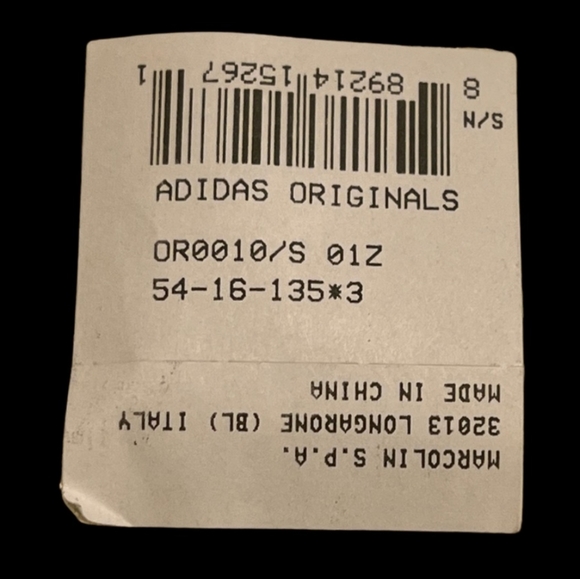 8 89214 15267 1
S/N
ADIDAS ORIGINALS
OR0010/S 01Z
54-16-135*3
MARCOLIN S.P.A.
32013 LONGARONE (BL) ITALY
MADE IN CHINA